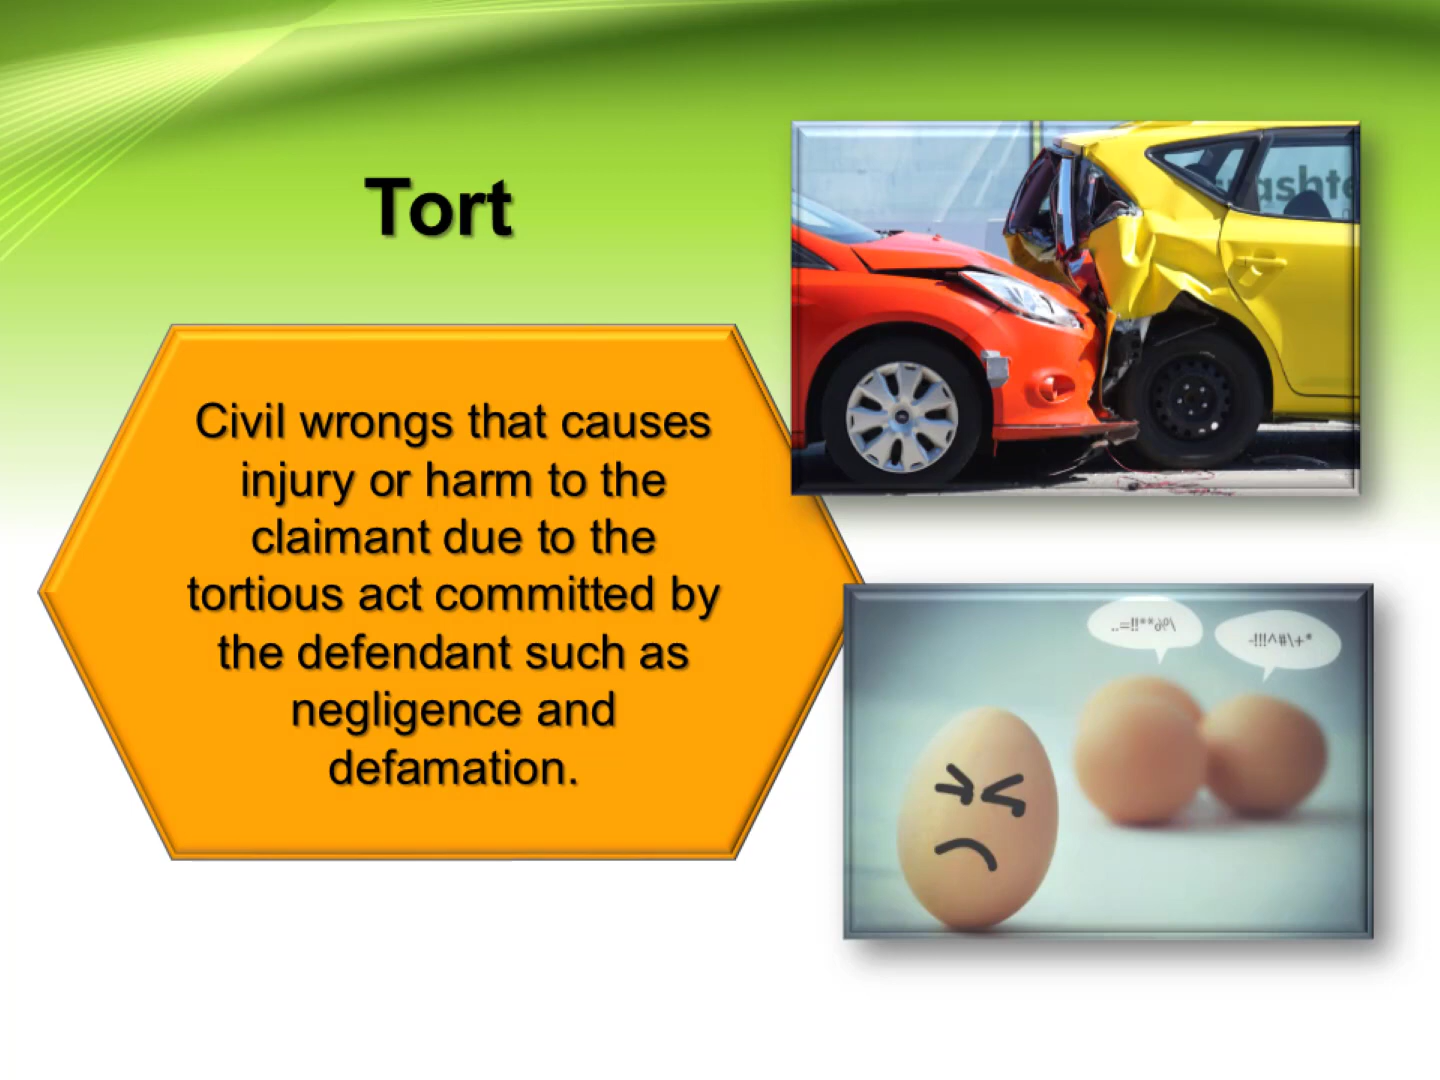 Tort
Civil wrongs that causes
injury or harm to the
claimant due to the
tortious act committed by
the defendant such as
negligence and
defamation.